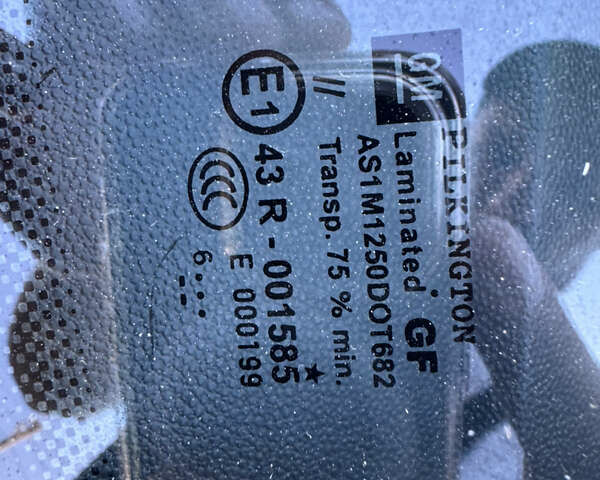 GM
PILKINGTON
Laminated GF
AS1M1250DOT682
Transp. 75 % min.
//
E1 43 R - 001585
CCC E 000199
6...
--